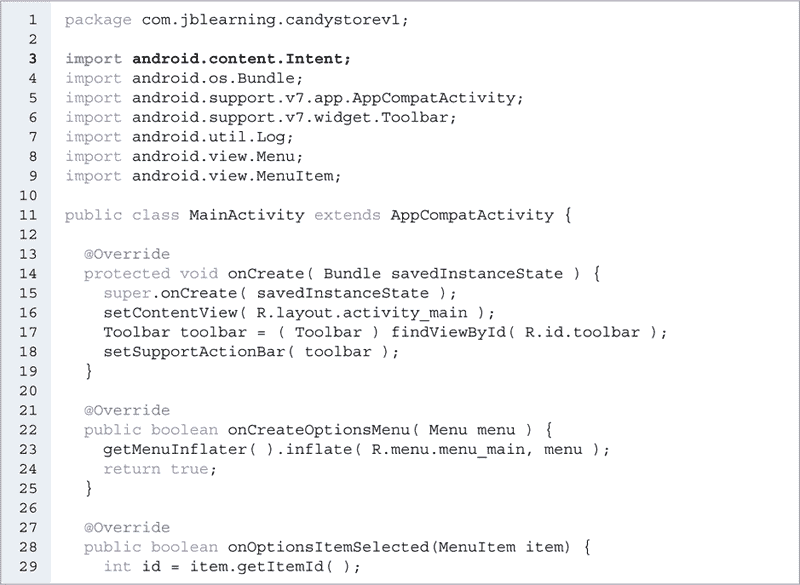 1 package com.jblearning.candystorev1;
2
3 import android.content.Intent;
4 import android.os.Bundle;
5 import android.support.v7.app.AppCompatActivity;
6 import android.support.v7.widget.Toolbar;
7 import android.util.Log;
8 import android.view.Menu;
9 import android.view.MenuItem;
10
11 public class MainActivity extends AppCompatActivity {
12
13   @Override
14   protected void onCreate( Bundle savedInstanceState ) {
15     super.onCreate( savedInstanceState );
16     setContentView( R.layout.activity_main );
17     Toolbar toolbar = ( Toolbar ) findViewById( R.id.toolbar );
18     setSupportActionBar( toolbar );
19   }
20
21   @Override
22   public boolean onCreateOptionsMenu( Menu menu ) {
23     getMenuInflater( ).inflate( R.menu.menu_main, menu );
24     return true;
25   }
26
27   @Override
28   public boolean onOptionsItemSelected(MenuItem item) {
29     int id = item.getItemId( );